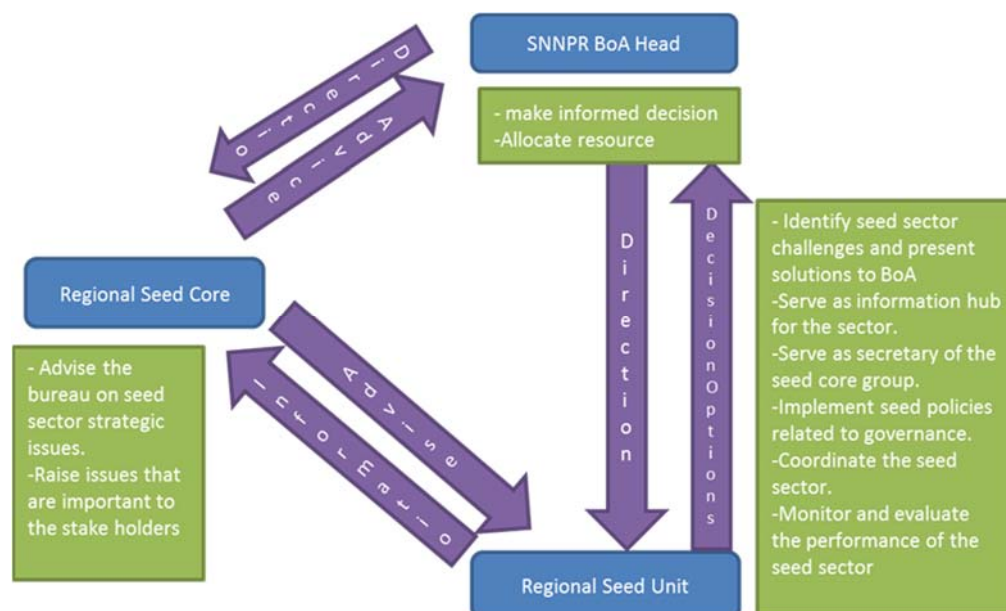 SNNPR BoA Head
Directio
Advice
- make informed decision
-Allocate resource
Direction
DecisionOptions
- Identify seed sector
challenges and present
solutions to BoA
-Serve as information hub
for the sector.
-Serve as secretary of the
seed core group.
-Implement seed policies
related to governance.
-Coordinate the seed
sector.
-Monitor and evaluate
the performance of the
seed sector
Regional Seed Core
- Advise the
bureau on seed
sector strategic
issues.
-Raise issues that
are important to
the stake holders
Advise
Informatio
Regional Seed Unit